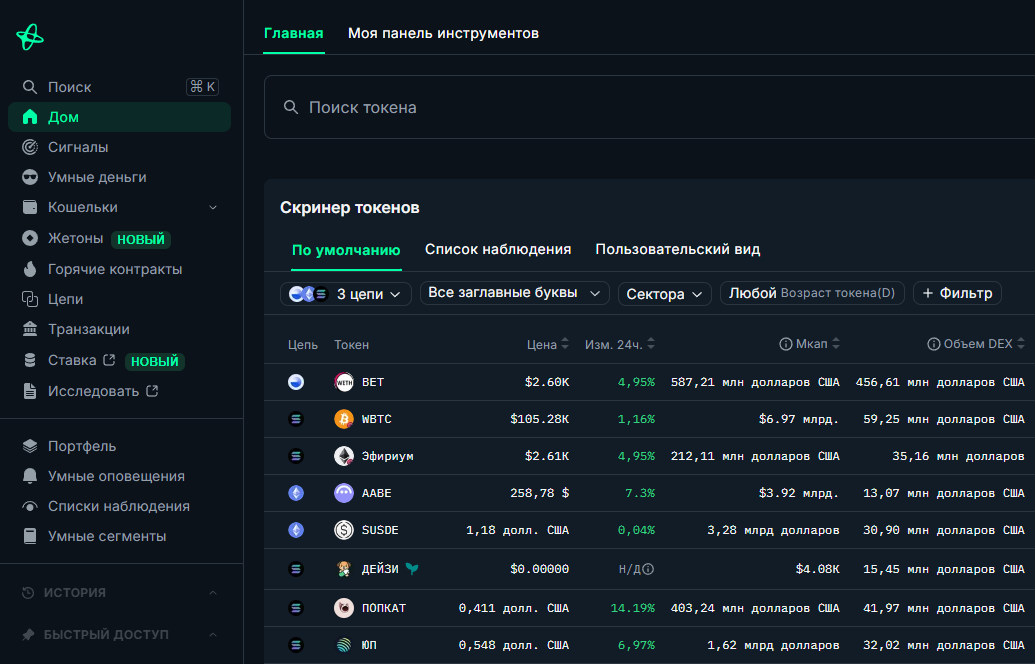 Главная Моя панель инструментов
Поиск ⌘ K
Поиск токена
Дом
Сигналы
Умные деньги
Кошельки
Жетоны НОВЫЙ
Горячие контракты
Цепи
Транзакции
Ставка НОВЫЙ
Исследовать
Портфель
Умные оповещения
Списки наблюдения
Умные сегменты
ИСТОРИЯ
БЫСТРЫЙ ДОСТУП
Скринер токенов
По умолчанию Список наблюдения Пользовательский вид
3 цепи Все заглавные буквы Сектора Любой Возраст токена(D) + Фильтр
Цепь Токен Цена Изм. 24ч. Мкап Объем DEX
WETH ВЕТ $2.60K 4,95% 587,21 млн долларов США 456,61 млн долларов США
WBTC $105.28K 1,16% $6.97 млрд. 59,25 млн долларов США
Эфириум $2.61K 4,95% 212,11 млн долларов США 35,16 млн долларов
ААВЕ 258,78 $ 7.3% $3.92 млрд. 13,07 млн долларов США
SUSDE 1,18 долл. США 0,04% 3,28 млрд долларов 30,90 млн долларов США
ДЕЙЗИ $0.00000 Н/Д $4.08K 15,45 млн долларов США
ПОПКАТ 0,411 долл. США 14.19% 403,24 млн долларов США 41,97 млн долларов США
ЮП 0,548 долл. США 6,97% 1,62 млрд долларов 32,02 млн долларов США